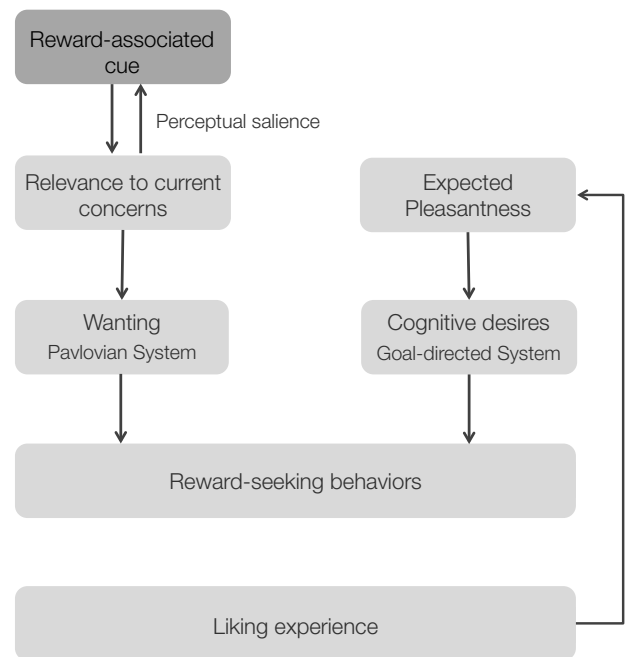 Reward-associated
cue
Perceptual salience
Relevance to current
concerns
Expected
Pleasantness
Wanting
Pavlovian System
Cognitive desires
Goal-directed System
Reward-seeking behaviors
Liking experience